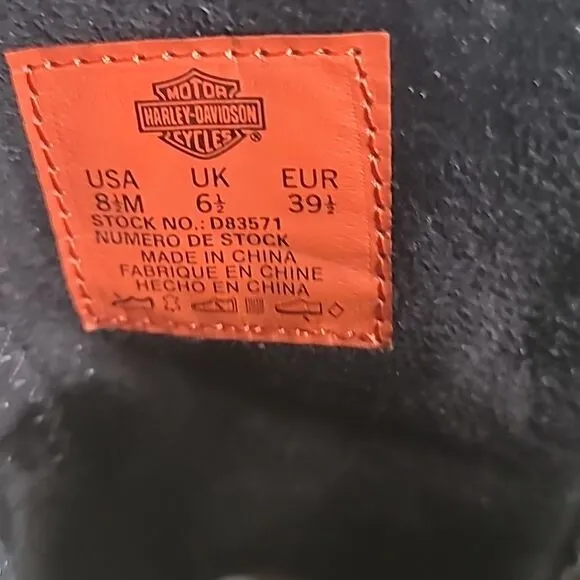 MOTOR
HARLEY-DAVIDSON
CYCLES ®
USA UK EUR
8½M 6½ 39½
STOCK NO.: D83571
NUMERO DE STOCK
MADE IN CHINA
FABRIQUE EN CHINE
HECHO EN CHINA